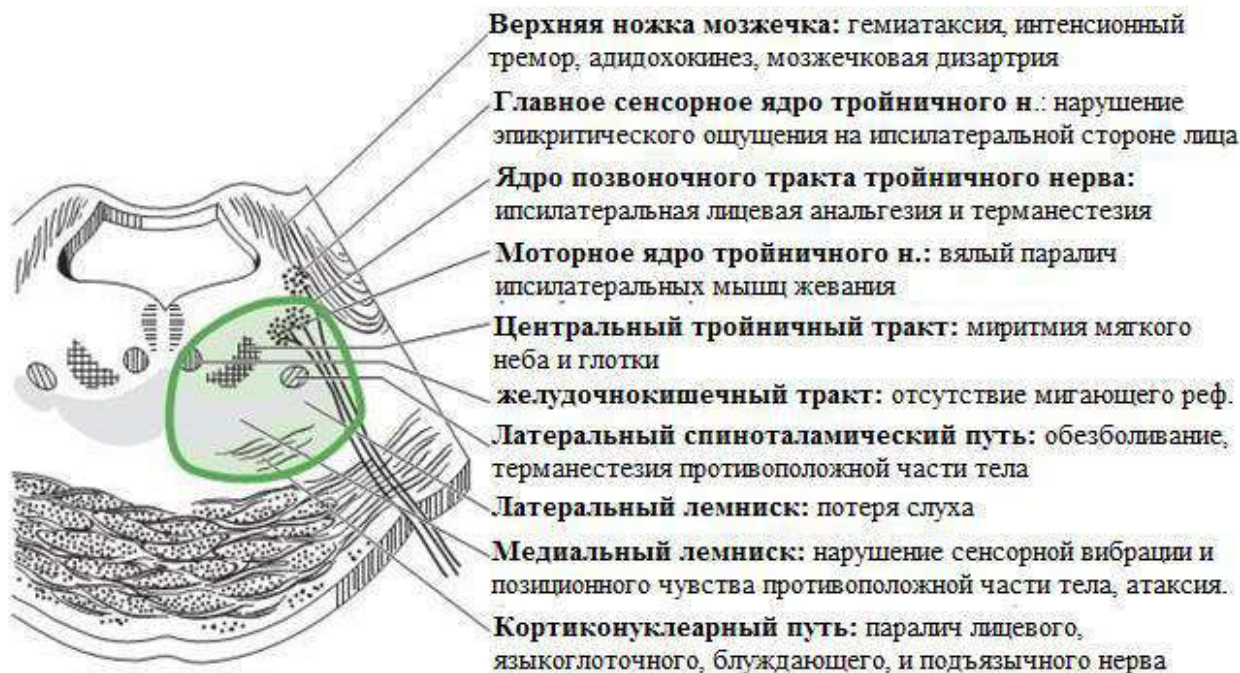 Верхняя ножка мозжечка: гемиатаксия, интенсионный
тремор, адидохокинез, мозжечковая дизартрия
Главное сенсорное ядро тройничного н.: нарушение
эпикритического ощущения на ипсилатеральной стороне лица
Ядро позвоночного тракта тройничного нерва:
ипсилатеральная лицевая анальгезия и терманестезия
Моторное ядро тройничного н.: вялый паралич
ипсилатеральных мышц жевания
Центральный тройничный тракт: миритмия мягкого
неба и глотки
желудочнокишечный тракт: отсутствие мигающего реф.
Латеральный спиноталамический путь: обезболивание,
терманестезия противоположной части тела
Латеральный лемниск: потеря слуха
Медиальный лемниск: нарушение сенсорной вибрации и
позиционного чувства противоположной части тела, атаксия.
Кортиконуклеарный путь: паралич лицевого,
языкоглоточного, блуждающего, и подъязычного нерва